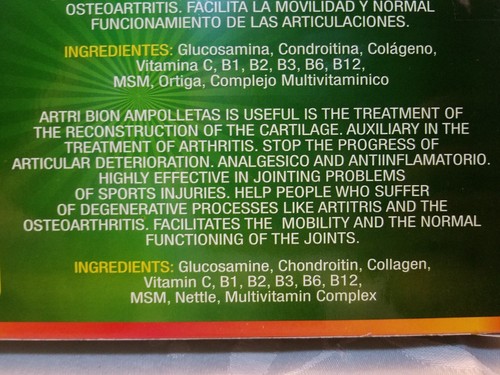 OSTEOARTRITIS. FACILITA LA MOVILIDAD Y NORMAL
FUNCIONAMIENTO DE LAS ARTICULACIONES.
INGREDIENTES: Glucosamina, Condroitina, Colágeno,
Vitamina C, B1, B2, B3, B6, B12,
MSM, Ortiga, Complejo Multivitaminico
ARTRI BION AMPOLLETAS IS USEFUL IS THE TREATMENT OF
THE RECONSTRUCTION OF THE CARTILAGE. AUXILIARY IN THE
TREATMENT OF ARTHRITIS. STOP THE PROGRESS OF
ARTICULAR DETERIORATION. ANALGESICO AND ANTIINFLAMATORIO.
HIGHLY EFFECTIVE IN JOINTING PROBLEMS
OF SPORTS INJURIES. HELP PEOPLE WHO SUFFER
OF DEGENERATIVE PROCESSES LIKE ARTITRIS AND THE
OSTEOARTHRITIS. FACILITATES THE MOBILITY AND THE NORMAL
FUNCTIONING OF THE JOINTS.
INGREDIENTS: Glucosamine, Chondroitin, Collagen,
Vitamin C, B1, B2, B3, B6, B12,
MSM, Nettle, Multivitamin Complex